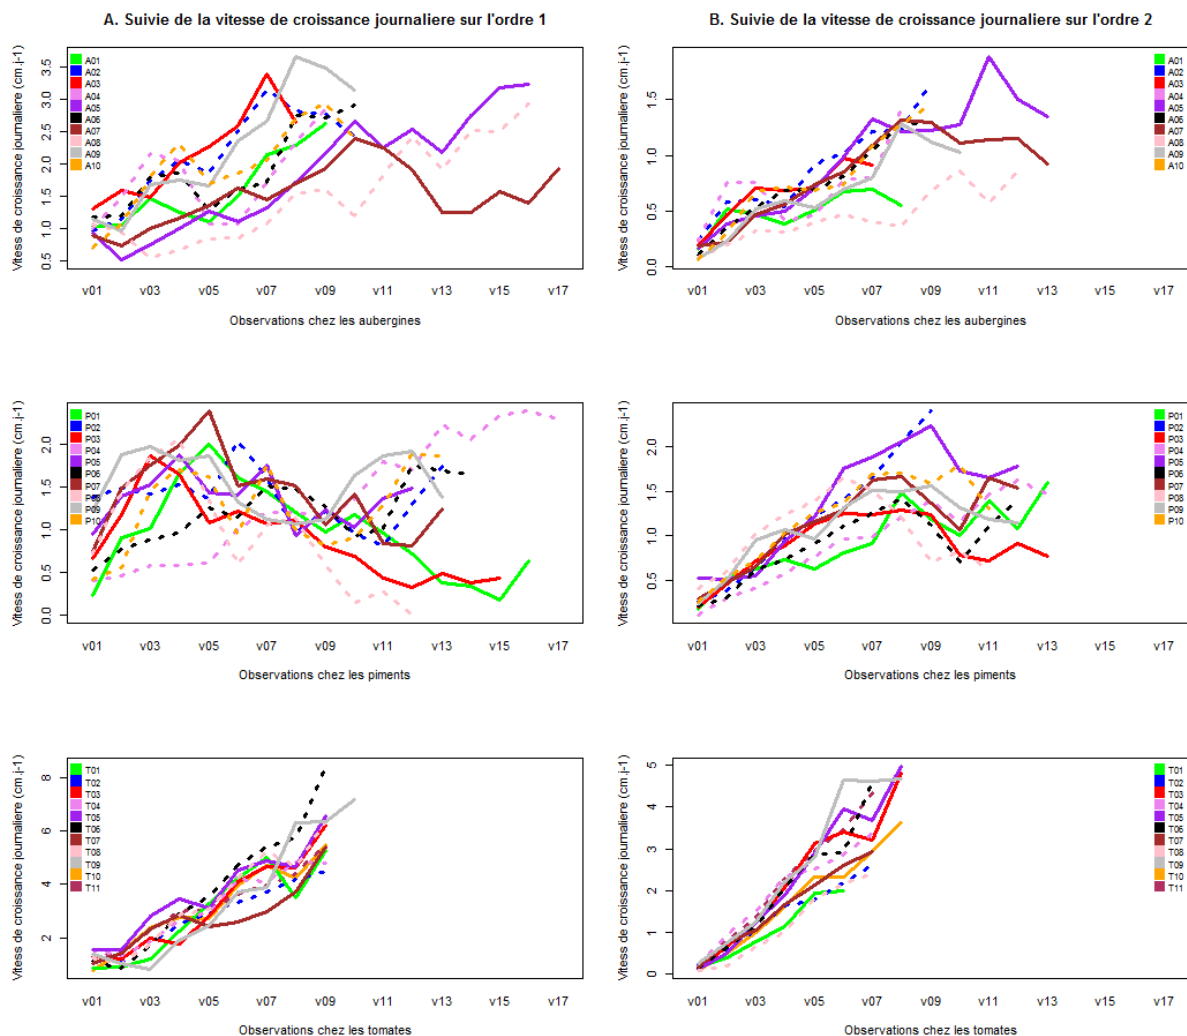 A. Suivie de la vitesse de croissance journaliere sur l'ordre 1
Vitess de croissance journaliere (cm.j-1)
0.5 1.0 1.5 2.0 2.5 3.0 3.5
A01
A02
A03
A04
A05
A06
A07
A08
A09
A10
v01 v03 v05 v07 v09 v11 v13 v15 v17
Observations chez les aubergines
B. Suivie de la vitesse de croissance journaliere sur l'ordre 2
Vitess de croissance journaliere (cm.j-1)
0.0 0.5 1.0 1.5
A01
A02
A03
A04
A05
A06
A07
A08
A09
A10
v01 v03 v05 v07 v09 v11 v13 v15 v17
Observations chez les aubergines
Vitess de croissance journaliere (cm.j-1)
0.0 0.5 1.0 1.5 2.0
P01
P02
P03
P04
P05
P06
P07
P08
P09
P10
v01 v03 v05 v07 v09 v11 v13 v15 v17
Observations chez les piments
Vitess de croissance journaliere (cm.j-1)
0.5 1.0 1.5 2.0
P01
P02
P03
P04
P05
P06
P07
P08
P09
P10
v01 v03 v05 v07 v09 v11 v13 v15 v17
Observations chez les piments
Vitess de croissance journaliere (cm.j-1)
2 4 6 8
T01
T02
T03
T04
T05
T06
T07
T08
T09
T10
T11
v01 v03 v05 v07 v09 v11 v13 v15 v17
Observations chez les tomates
Vitess de croissance journaliere (cm.j-1)
0 1 2 3 4 5
T01
T02
T03
T04
T05
T06
T07
T08
T09
T10
T11
v01 v03 v05 v07 v09 v11 v13 v15 v17
Observations chez les tomates